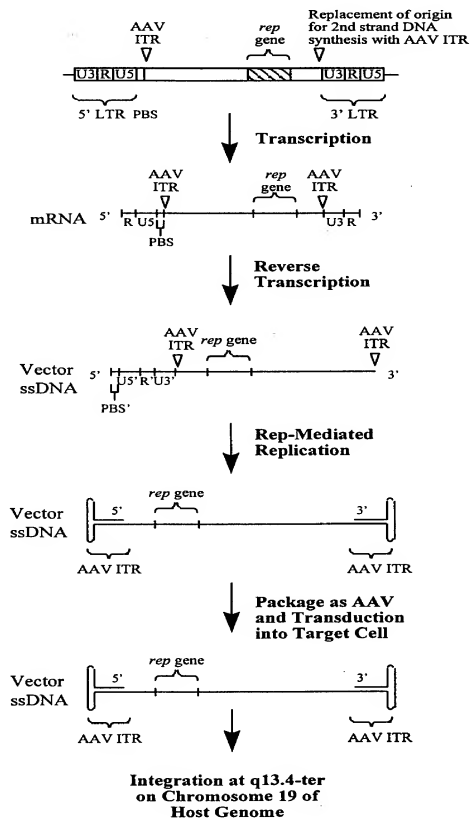 Replacement of origin
for 2nd strand DNA
synthesis with AAV ITR
AAV
ITR
rep
gene
U3 R U5
U3 R U5
5' LTR PBS
3' LTR
Transcription
AAV
ITR
rep
gene
AAV
ITR
mRNA
5'
3'
R U5
U3 R
PBS
Reverse
Transcription
AAV
ITR
rep gene
AAV
ITR
Vector
ssDNA
5'
3'
U5' R' U3'
PBS'
Rep-Mediated
Replication
Vector
ssDNA
5'
rep gene
3'
AAV ITR
AAV ITR
Package as AAV
and Transduction
into Target Cell
Vector
ssDNA
5'
rep gene
3'
AAV ITR
AAV ITR
Integration at q13.4-ter
on Chromosome 19 of
Host Genome